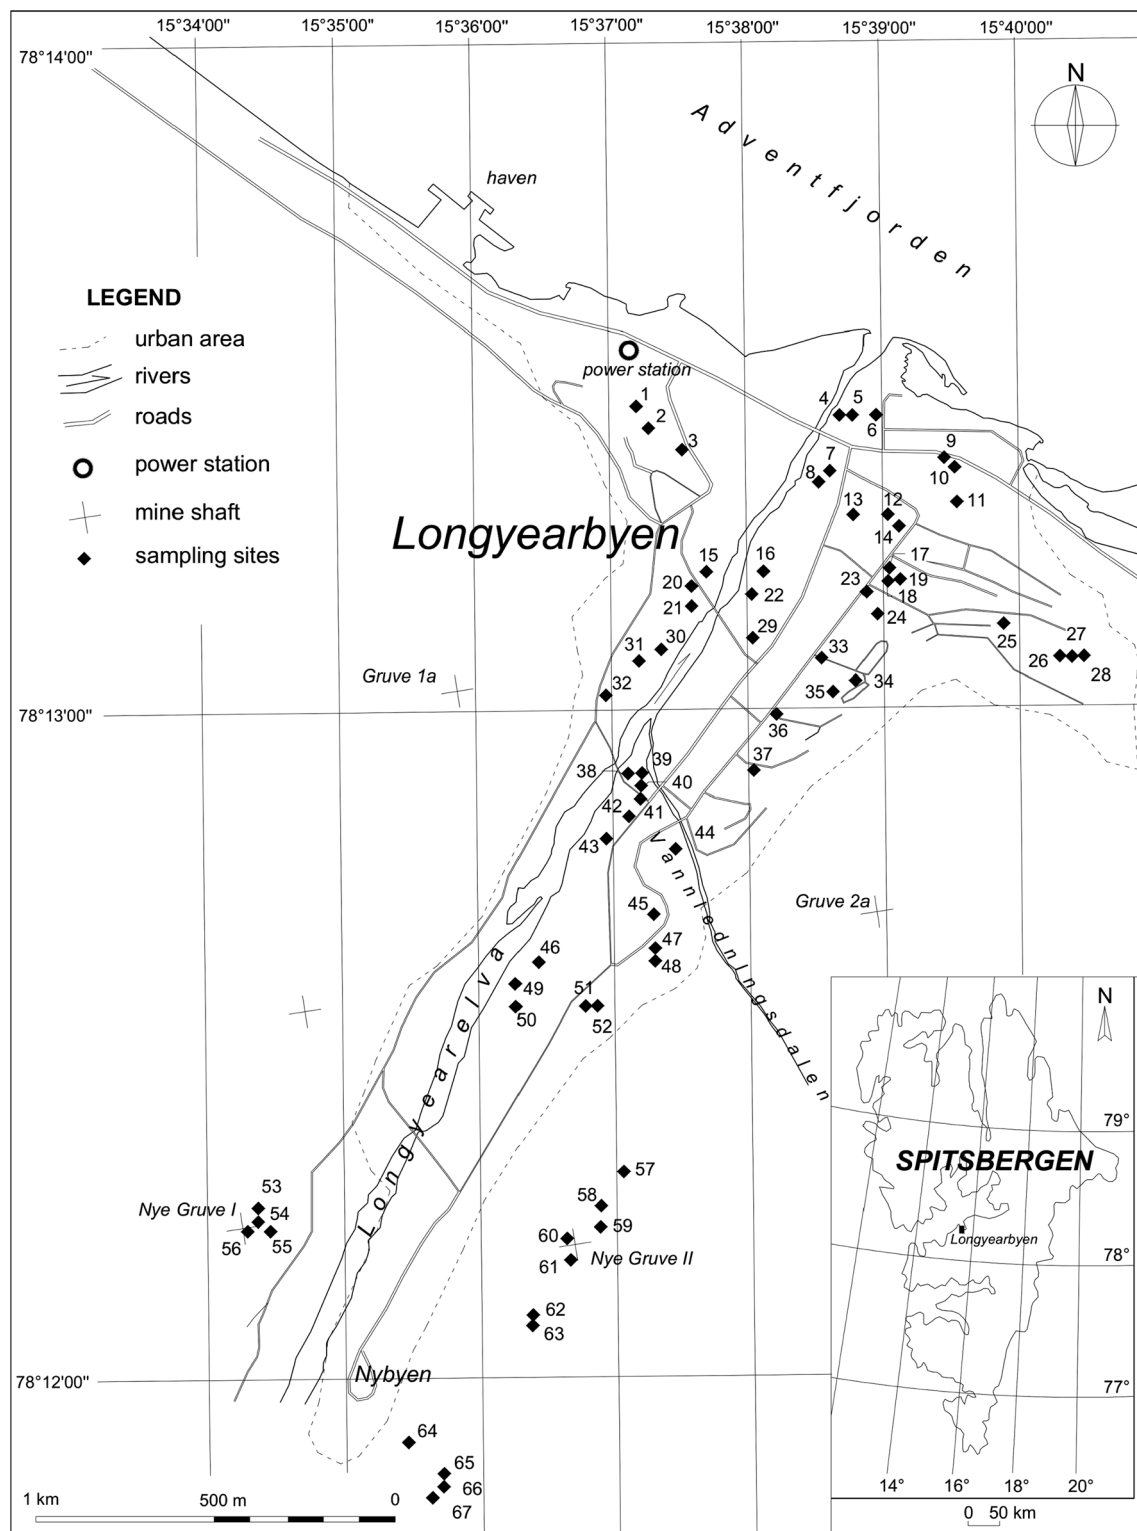 15°34'00" 15°35'00" 15°36'00" 15°37'00" 15°38'00" 15°39'00" 15°40'00"
78°14'00"
N
Adventfjorden
haven
LEGEND
urban area
rivers
roads
power station
mine shaft
sampling sites
power station
1
2
3
4 5
6
7
8
9
10
11
12
13
14
Longyearbyen
15
16
17
18
19
20
21
22
23
24
25
26
27
28
29
30
31
32
33
34
35
36
37
Gruve 1a
78°13'00"
38
39
40
41
42
43
44
Vannledningsdalen
Gruve 2a
45
46
47
48
49
50
51
52
Longyearelva
53
54
55
56
Nye Gruve I
57
58
59
60
61
Nye Gruve II
62
63
78°12'00"
Nybyen
64
65
66
67
1 km 500 m 0
N
79°
SPITSBERGEN
Longyearbyen
78°
77°
14° 16° 18° 20°
0 50 km